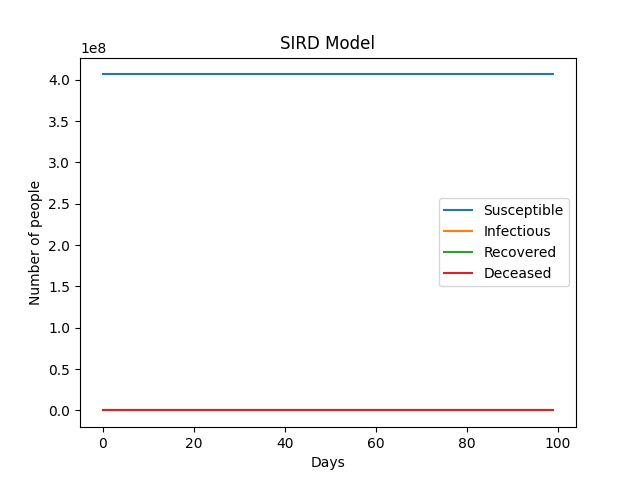 SIRD Model
1e8
4.0
3.5
3.0
2.5
2.0
1.5
1.0
0.5
0.0
Number of people
Susceptible
Infectious
Recovered
Deceased
0 20 40 60 80 100
Days